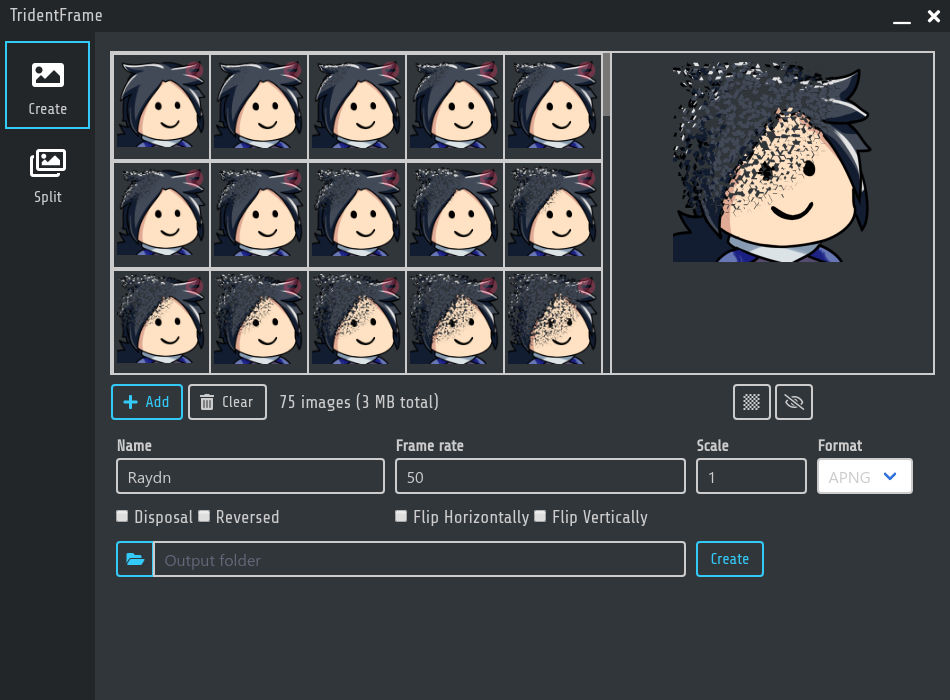 TridentFrame
Create
Split
Add Clear 75 images (3 MB total)
Name Frame rate Scale Format
Raydn 50 1 APNG
Disposal Reversed Flip Horizontally Flip Vertically
Output folder Create